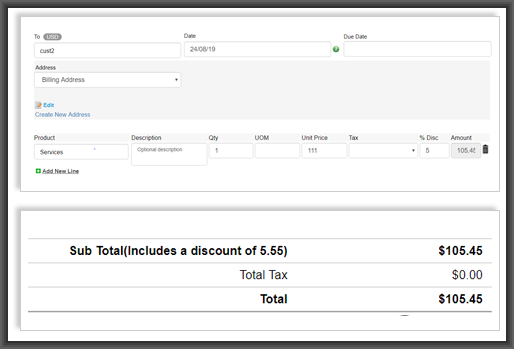 To USD Date Due Date
cust2 24/08/19
Address
Billing Address
Edit
Create New Address
Product Description Qty UOM Unit Price Tax % Disc Amount
Services Optional description 1 111 5 105.45
Add New Line
Sub Total(Includes a discount of 5.55) $105.45
Total Tax $0.00
Total $105.45